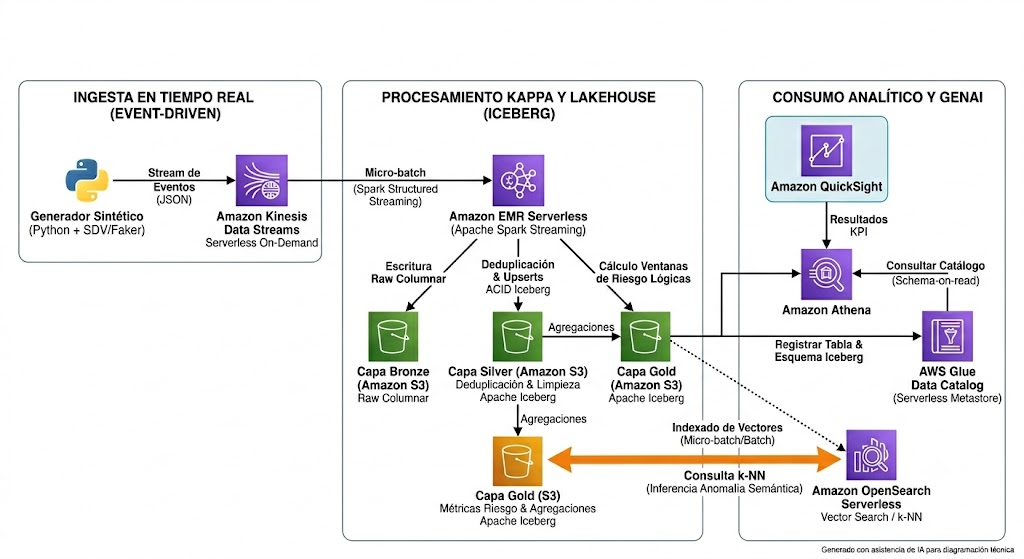 INGESTA EN TIEMPO REAL
(EVENT-DRIVEN)
Generador Sintético
(Python + SDV/Faker)
Stream de
Eventos
(JSON)
Amazon Kinesis
Data Streams
Serverless On-Demand
PROCESAMIENTO KAPPA Y LAKEHOUSE
(ICEBERG)
Micro-batch
(Spark Structured
Streaming)
Amazon EMR Serverless
(Apache Spark Streaming)
Escritura
Raw Columnar
Deduplicación
& Upserts
ACID Iceberg
Cálculo Ventanas
de Riesgo Lógicas
Capa Bronze
(Amazon S3)
Raw Columnar
Capa Silver (Amazon S3)
Deduplicación & Limpieza
Apache Iceberg
Agregaciones
Capa Gold
(Amazon S3)
Apache Iceberg
Agregaciones
Capa Gold (S3)
Métricas Riesgo & Agregaciones
Apache Iceberg
CONSUMO ANALÍTICO Y GENAI
Amazon QuickSight
Resultados
KPI
Amazon Athena
Consultar Catálogo
(Schema-on-read)
Registrar Tabla &
Esquema Iceberg
AWS Glue
Data Catalog
(Serverless Metastore)
Indexado de Vectores
(Micro-batch/Batch)
Consulta k-NN
(Inferencia Anomalia Semántica)
Amazon OpenSearch
Serverless
Vector Search / k-NN
Generado con asistencia de IA para diagramación técnica